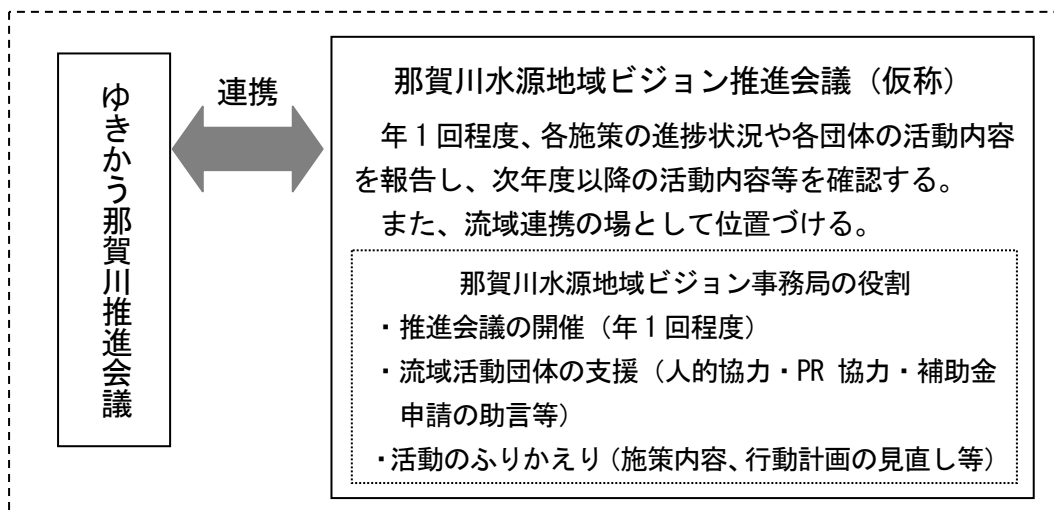 ゆきかう那賀川推進会議
連携
那賀川水源地域ビジョン推進会議（仮称）
年1回程度、各施策の進捗状況や各団体の活動内容
を報告し、次年度以降の活動内容等を確認する。
また、流域連携の場として位置づける。
那賀川水源地域ビジョン事務局の役割
・推進会議の開催（年1回程度）
・流域活動団体の支援（人的協力・PR 協力・補助金
申請の助言等）
・活動のふりかえり（施策内容、行動計画の見直し等）